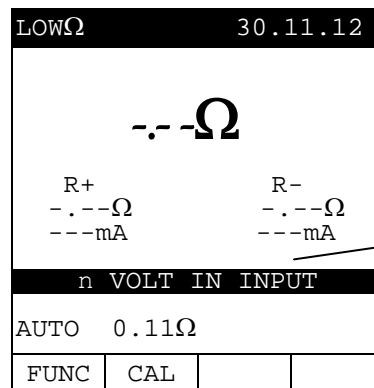 LOWΩ 30.11.12
-.--Ω
R+ R-
-.--Ω -.--Ω
---mA ---mA
n VOLT IN INPUT
AUTO 0.11Ω
FUNC CAL